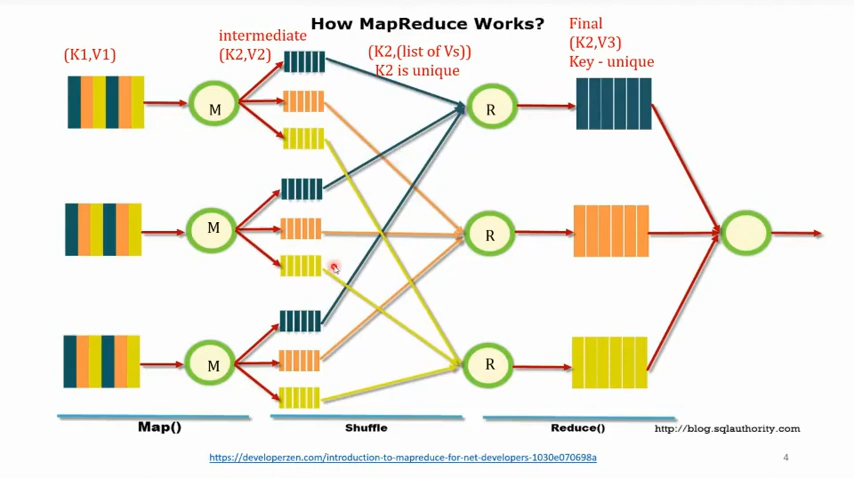 How MapReduce Works?
(K1,V1)
intermediate
(K2,V2)
(K2,(list of Vs))
K2 is unique
Final
(K2,V3)
Key - unique
M
R
M
R
M
R
Map()
Shuffle
Reduce()
http://blog.sqlauthority.com
https://developerzen.com/introduction-to-mapreduce-for-net-developers-1030e070698a
4